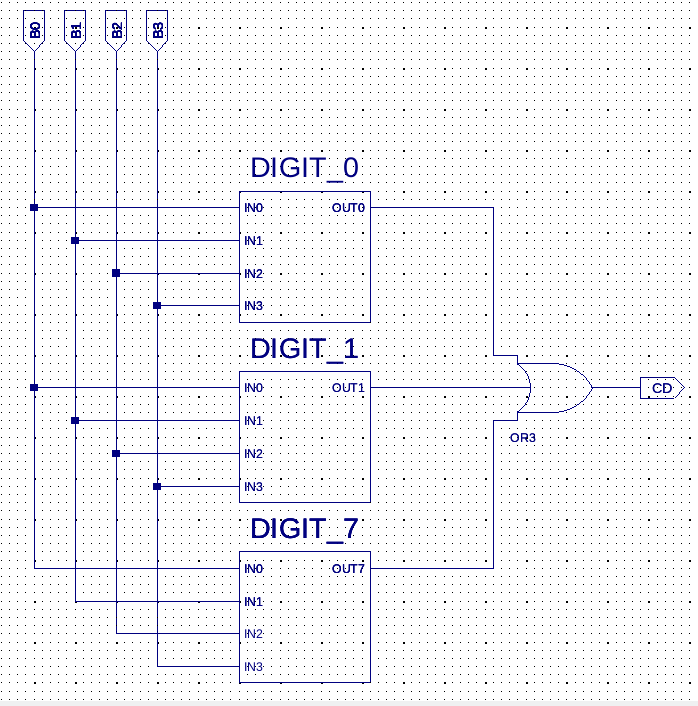 B0 B1 B2 B3
DIGIT_0
IN0 OUT0
IN1
IN2
IN3
DIGIT_1
IN0 OUT1
IN1
IN2
IN3
CD
OR3
DIGIT_7
IN0 OUT7
IN1
IN2
IN3